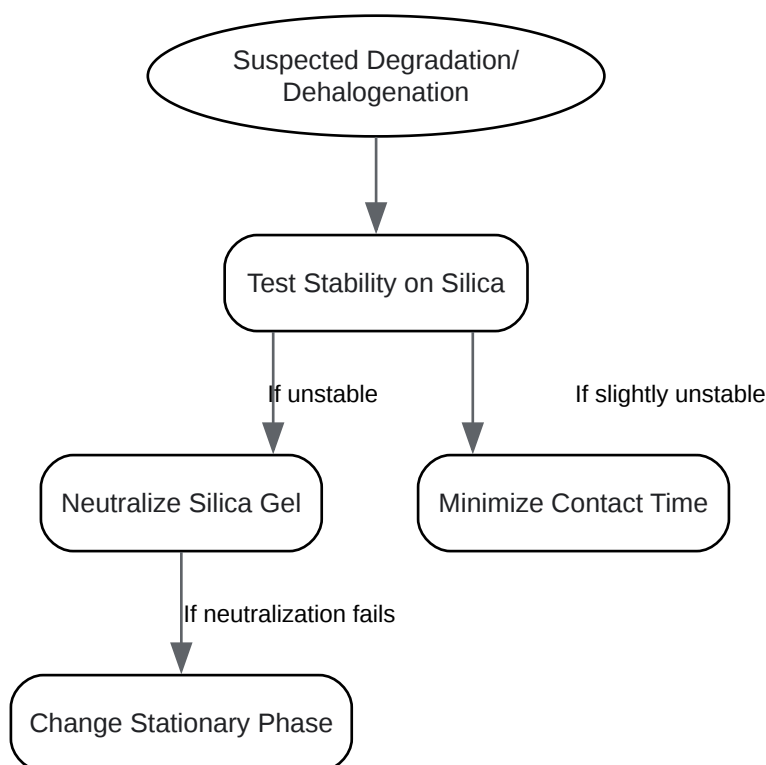 Suspected Degradation/
Dehalogenation
Test Stability on Silica
If unstable
If slightly unstable
Neutralize Silica Gel
Minimize Contact Time
If neutralization fails
Change Stationary Phase